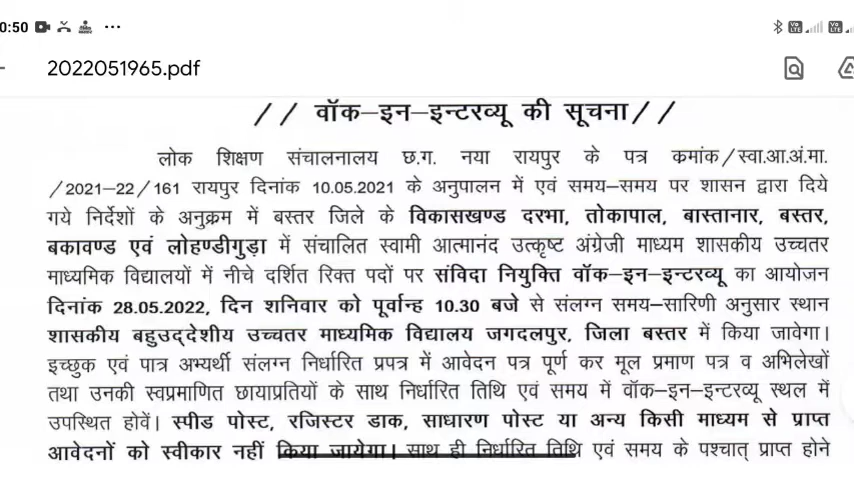 0:50
2022051965.pdf
// वॉक–इन–इन्टरव्यू की सूचना//
लोक शिक्षण संचालनालय छ.ग. नया रायपुर के पत्र कमांक/स्वा.आ.अं.मा.
/2021–22/161 रायपुर दिनांक 10.05.2021 के अनुपालन में एवं समय–समय पर शासन द्वारा दिये
गये निर्देशों के अनुक्रम में बस्तर जिले के विकासखण्ड दरभा, तोकापाल, बास्तानार, बस्तर,
बकावण्ड एवं लोहण्डीगुड़ा में संचालित स्वामी आत्मानंद उत्कृष्ट अंग्रेजी माध्यम शासकीय उच्चतर
माध्यमिक विद्यालयों में नीचे दर्शित रिक्त पदों पर संविदा नियुक्ति वॉक–इन–इन्टरव्यू का आयोजन
दिनांक 28.05.2022, दिन शनिवार को पूर्वान्ह 10.30 बजे से संलग्न समय–सारिणी अनुसार स्थान
शासकीय बहुउद्देशीय उच्चतर माध्यमिक विद्यालय जगदलपुर, जिला बस्तर में किया जावेगा।
इच्छुक एवं पात्र अभ्यर्थी संलग्न निर्धारित प्रपत्र में आवेदन पत्र पूर्ण कर मूल प्रमाण पत्र व अभिलेखों
तथा उनकी स्वप्रमाणित छायाप्रतियों के साथ निर्धारित तिथि एवं समय में वॉक–इन–इन्टरव्यू स्थल में
उपस्थित होवें। स्पीड पोस्ट, रजिस्टर डाक, साधारण पोस्ट या अन्य किसी माध्यम से प्राप्त
आवेदनों को स्वीकार नहीं किया जायेगा। साथ ही निर्धारित तिथि एवं समय के पश्चात् प्राप्त होने